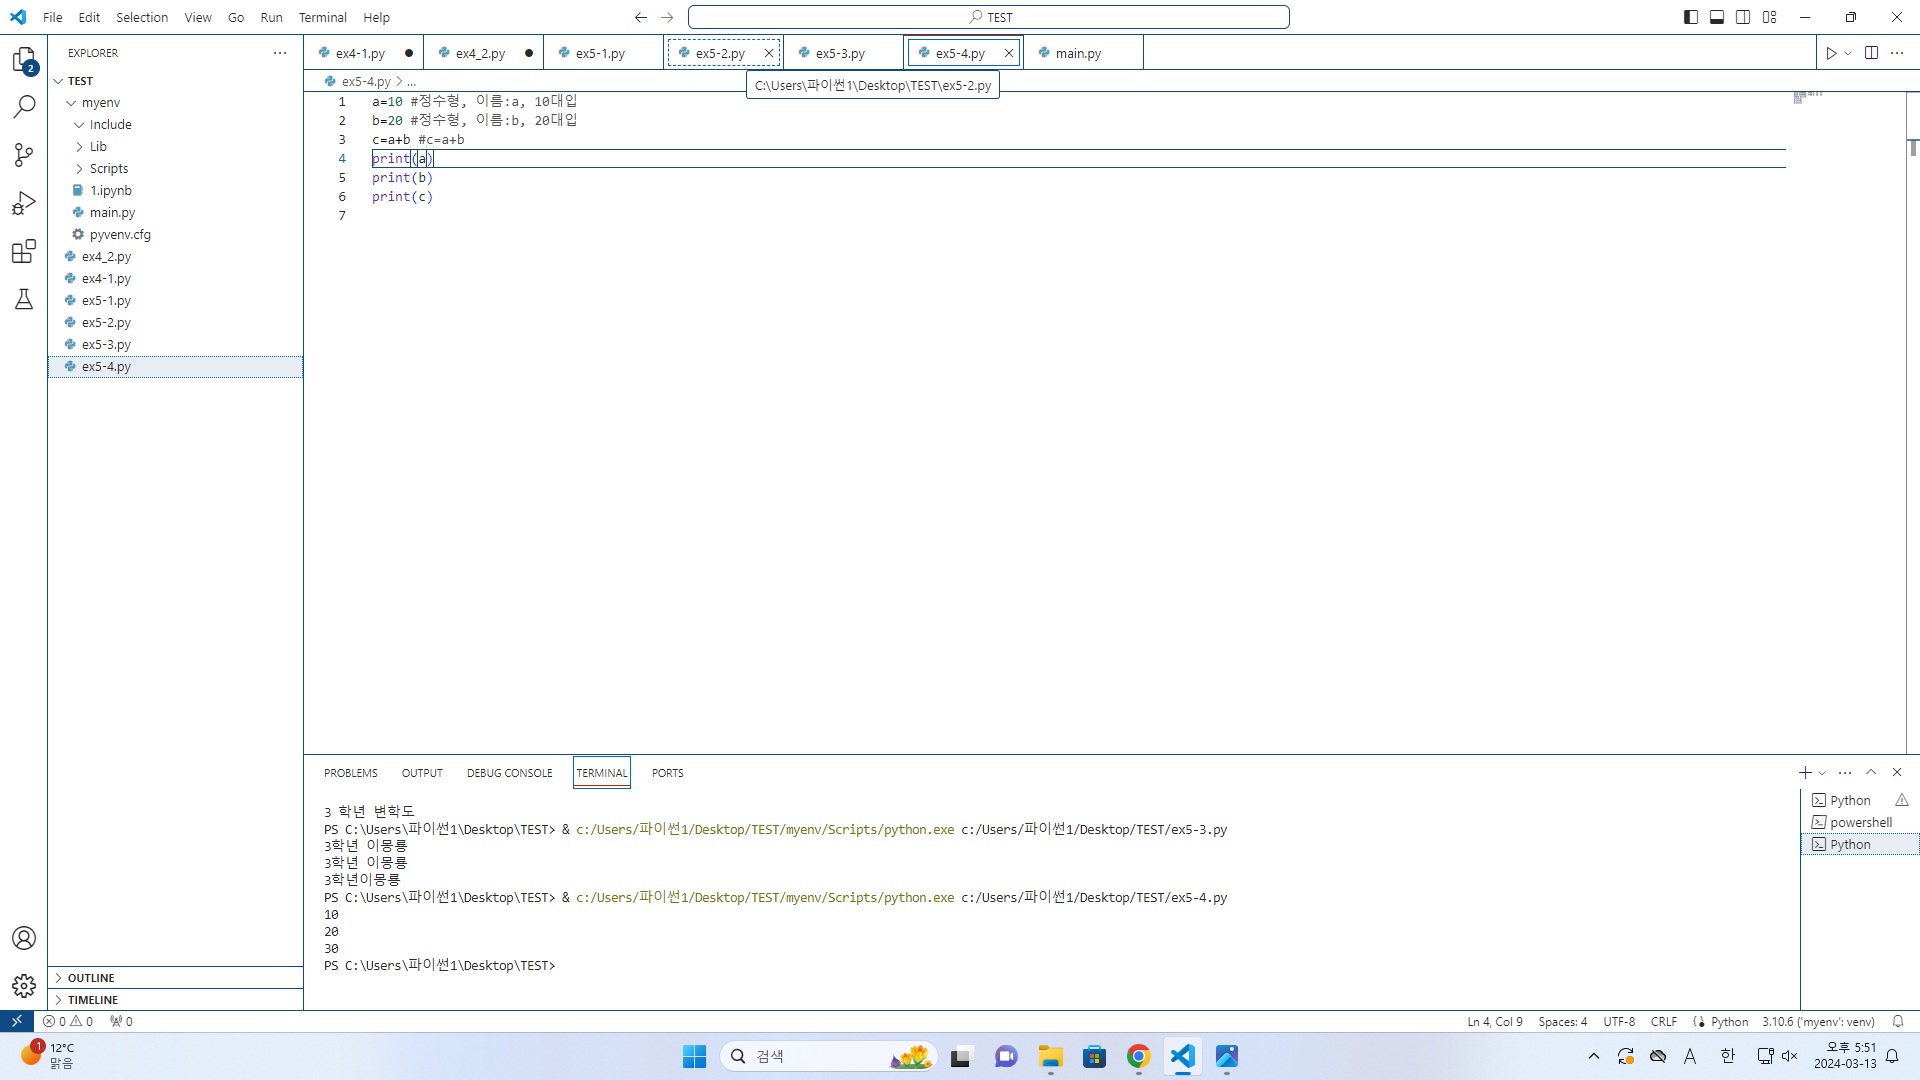 File Edit Selection View Go Run Terminal Help
TEST
EXPLORER
ex4-1.py
ex4_2.py
ex5-1.py
ex5-2.py
ex5-3.py
ex5-4.py
main.py
ex5-4.py > ...
C:\Users\파이썬1\Desktop\TEST\ex5-2.py
2
TEST
myenv
Include
Lib
Scripts
1.ipynb
main.py
pyvenv.cfg
ex4_2.py
ex4-1.py
ex5-1.py
ex5-2.py
ex5-3.py
ex5-4.py
OUTLINE
TIMELINE
1 a=10 #정수형, 이름:a, 10대입
2 b=20 #정수형, 이름:b, 20대입
3 c=a+b #c=a+b
4 print(a)
5 print(b)
6 print(c)
7
PROBLEMS OUTPUT DEBUG CONSOLE TERMINAL PORTS
3 학년 변학도
PS C:\Users\파이썬1\Desktop\TEST> & c:/Users/파이썬1/Desktop/TEST/myenv/Scripts/python.exe c:/Users/파이썬1/Desktop/TEST/ex5-3.py
3학년 이몽룡
3학년 이몽룡
3학년이몽룡
PS C:\Users\파이썬1\Desktop\TEST> & c:/Users/파이썬1/Desktop/TEST/myenv/Scripts/python.exe c:/Users/파이썬1/Desktop/TEST/ex5-4.py
10
20
30
PS C:\Users\파이썬1\Desktop\TEST>
Python
powershell
Python
0 0 0
Ln 4, Col 9 Spaces: 4 UTF-8 CRLF Python 3.10.6 ('myenv': venv)
1
12°C
맑음
검색
A 한
오후 5:51
2024-03-13